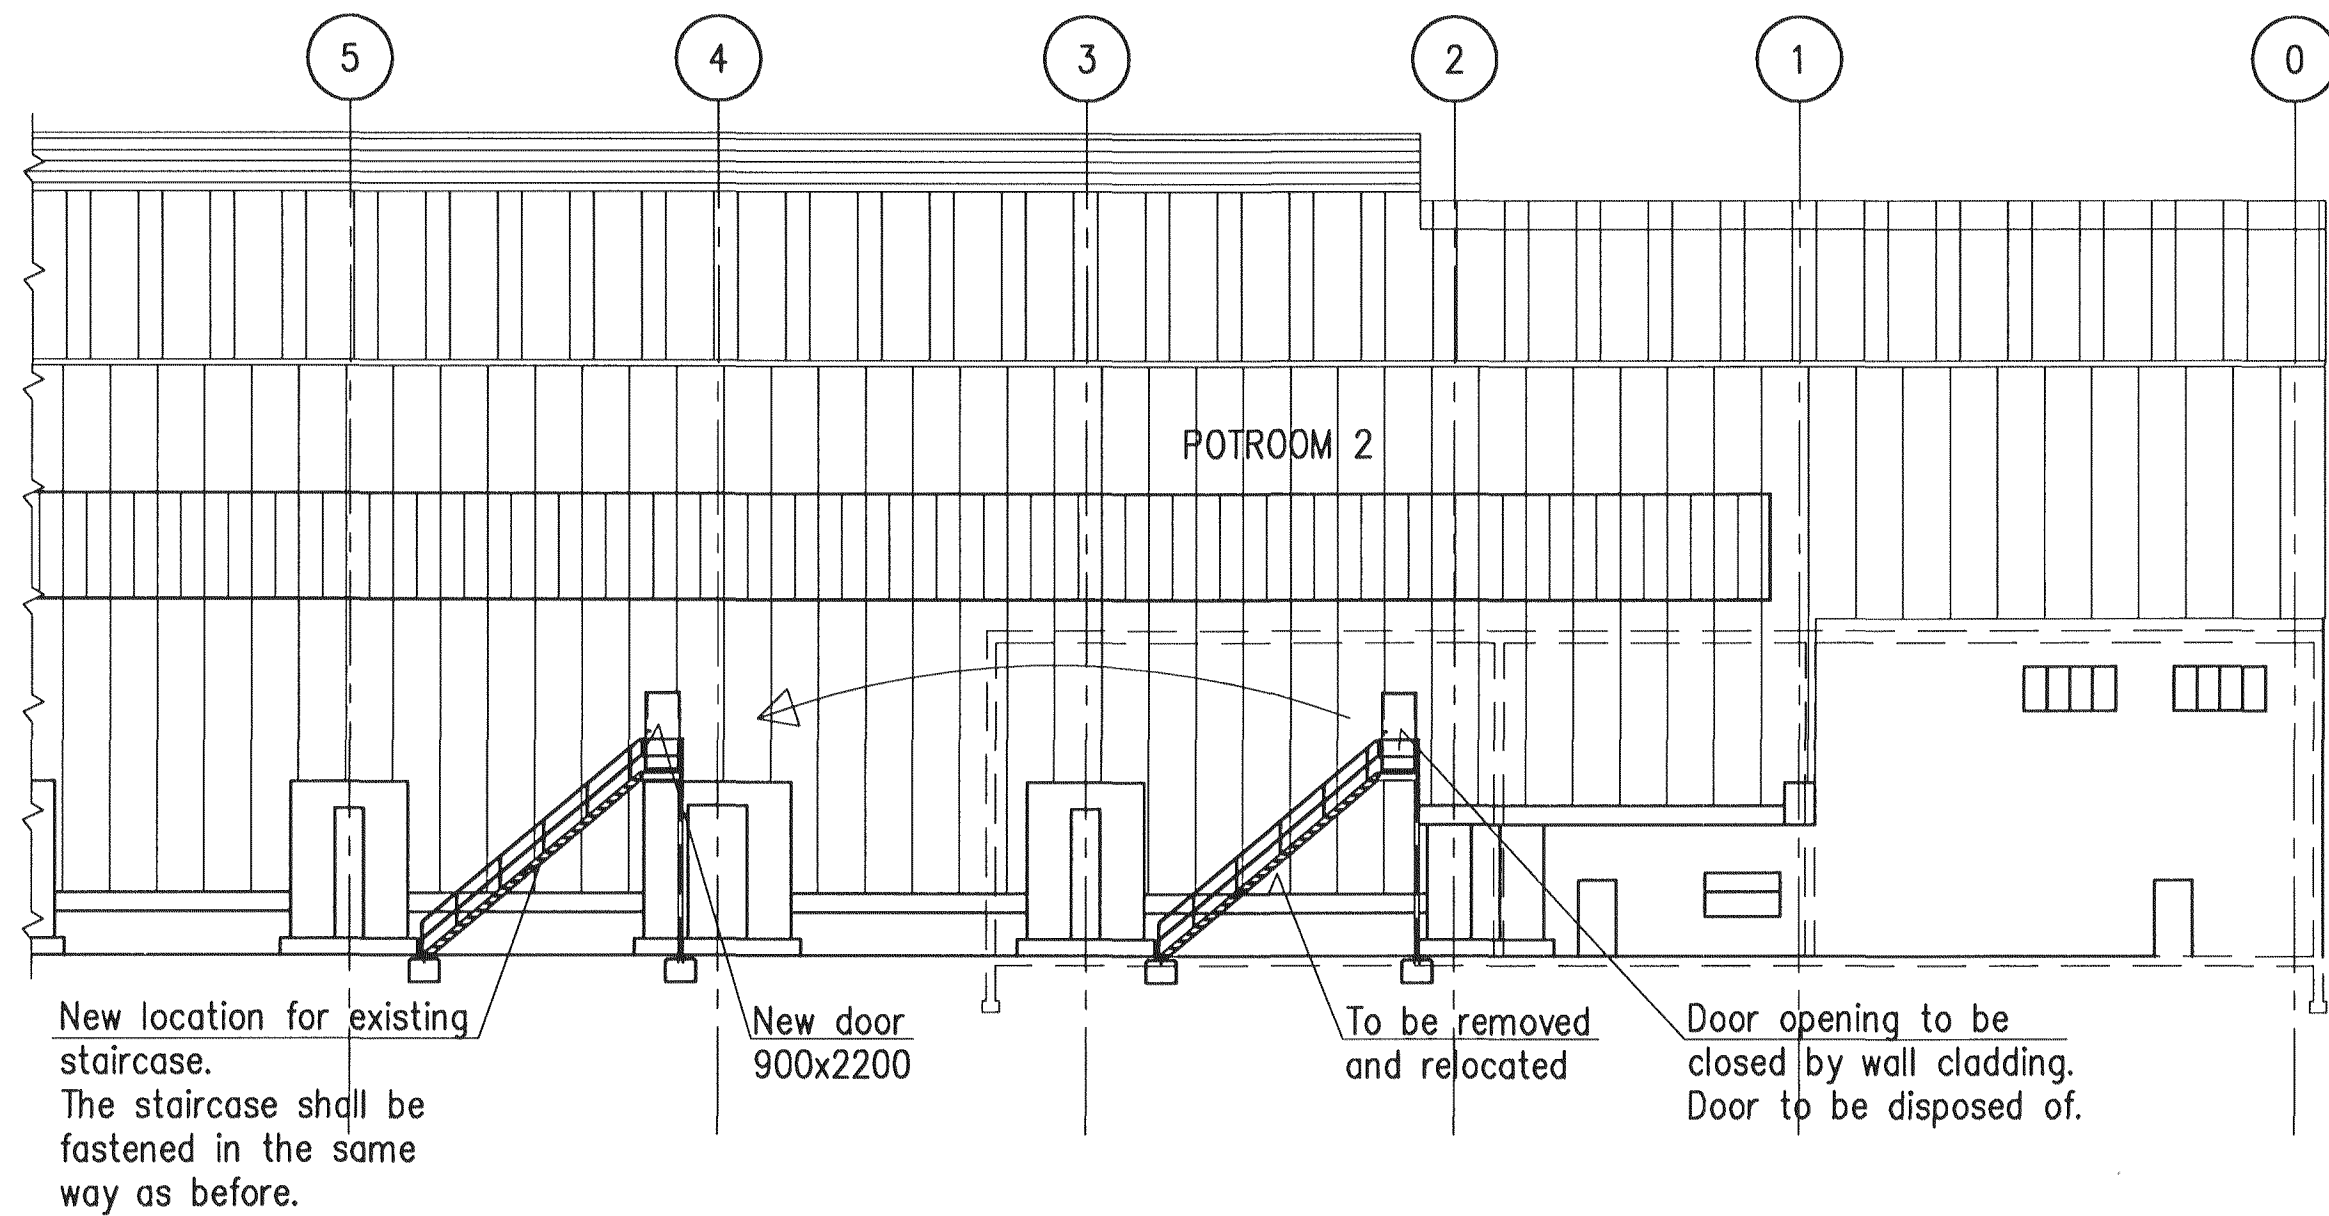 5
4
3
2
1
0
POTROOM 2
New location for existing
staircase.
The staircase shall be
fastened in the same
way as before.
New door
900x2200
To be removed
and relocated
Door opening to be
closed by wall cladding.
Door to be disposed of.